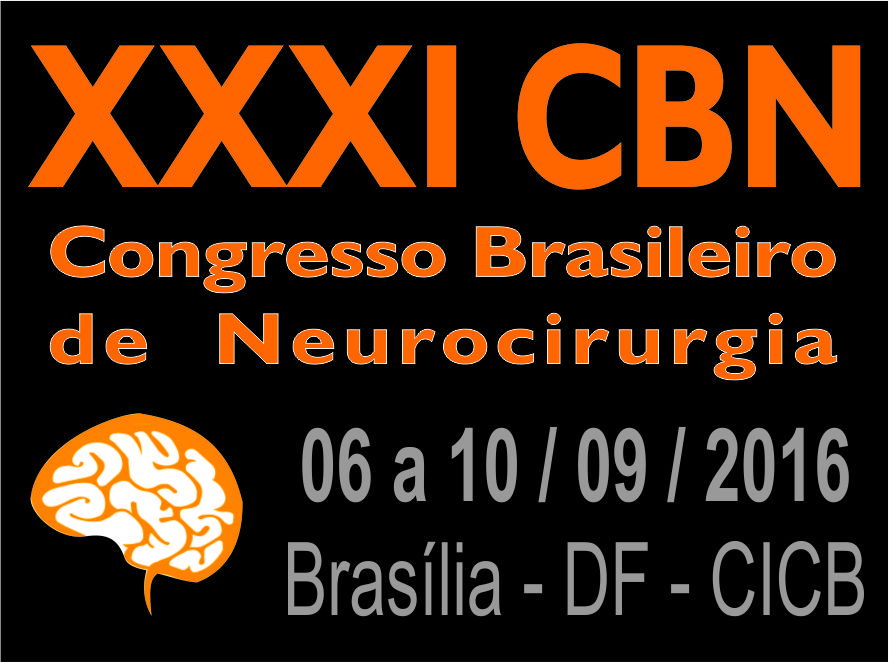 XXXI CBN
Congresso Brasileiro
de Neurocirurgia
06 a 10 / 09 / 2016
Brasília - DF - CICB